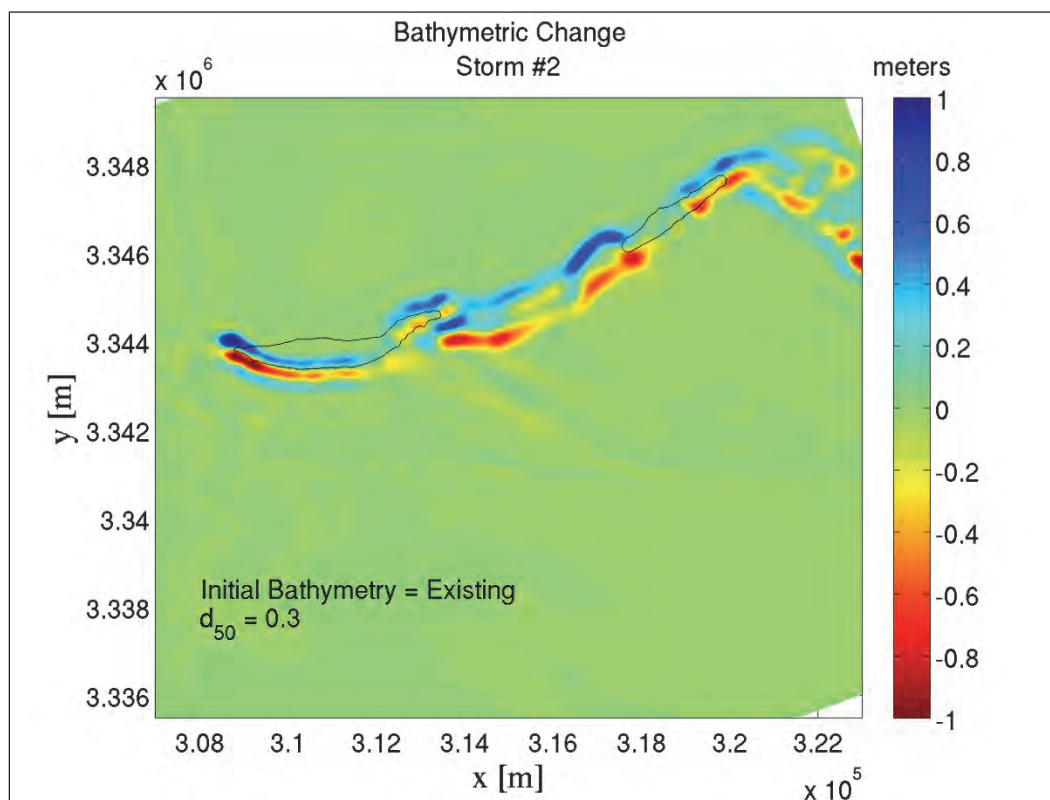 Bathymetric Change
Storm #2
x 10^6
meters
3.348
3.346
3.344
3.342
3.34
3.338
3.336
y [m]
Initial Bathymetry = Existing
d_50 = 0.3
3.08
3.1
3.12
3.14
3.16
3.18
3.2
3.22
x [m]
x 10^5
1
0.8
0.6
0.4
0.2
0
-0.2
-0.4
-0.6
-0.8
-1